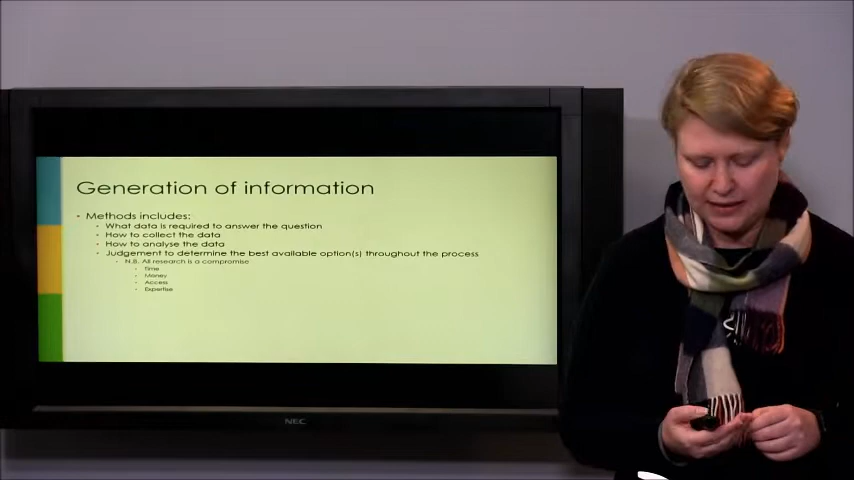 Generation of information
Methods includes:
What data is required to answer the question
How to collect the data
How to analyse the data
Judgement to determine the best available option(s) throughout the process
N.B. All research is a compromise
Time
Money
Access
Expertise
NEC